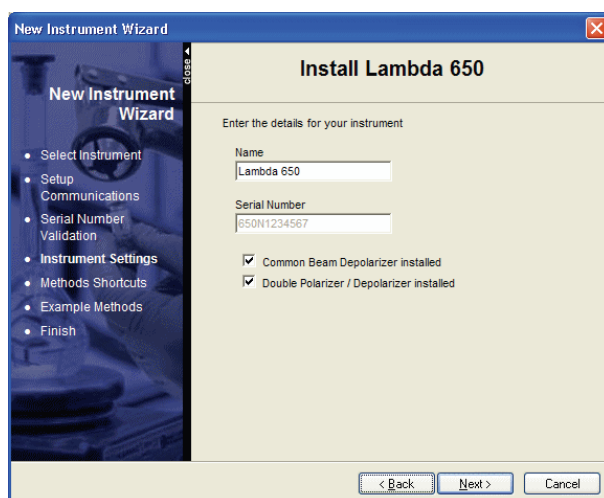 New Instrument Wizard
close
New Instrument
Wizard
Select Instrument
Setup
Communications
Serial Number
Validation
Instrument Settings
Methods Shortcuts
Example Methods
Finish
Install Lambda 650
Enter the details for your instrument
Name
Lambda 650
Serial Number
650N1234567
Common Beam Depolarizer installed
Double Polarizer / Depolarizer installed
< Back
Next >
Cancel